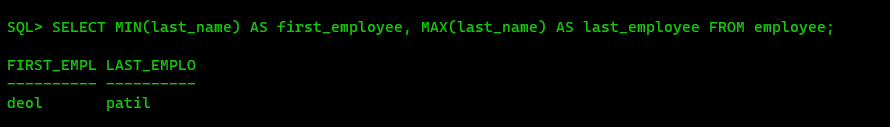 SQL> SELECT MIN(last_name) AS first_employee, MAX(last_name) AS last_employee FROM employee;
FIRST_EMPL LAST_EMPLO
---------- ----------
deol       patil